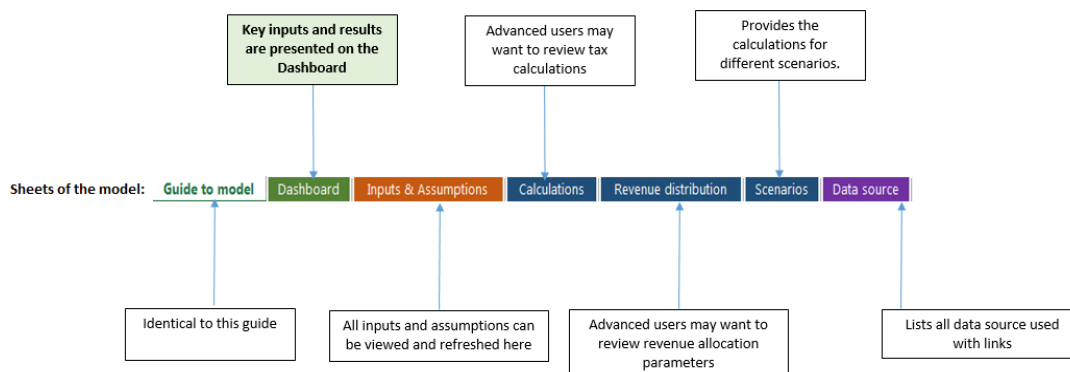 Key inputs and results
are presented on the
Dashboard
Advanced users may
want to review tax
calculations
Provides the
calculations for
different scenarios.
Sheets of the model: Guide to model Dashboard Inputs & Assumptions Calculations Revenue distribution Scenarios Data source
Identical to this guide
All inputs and assumptions can
be viewed and refreshed here
Advanced users may want to
review revenue allocation
parameters
Lists all data source used
with links